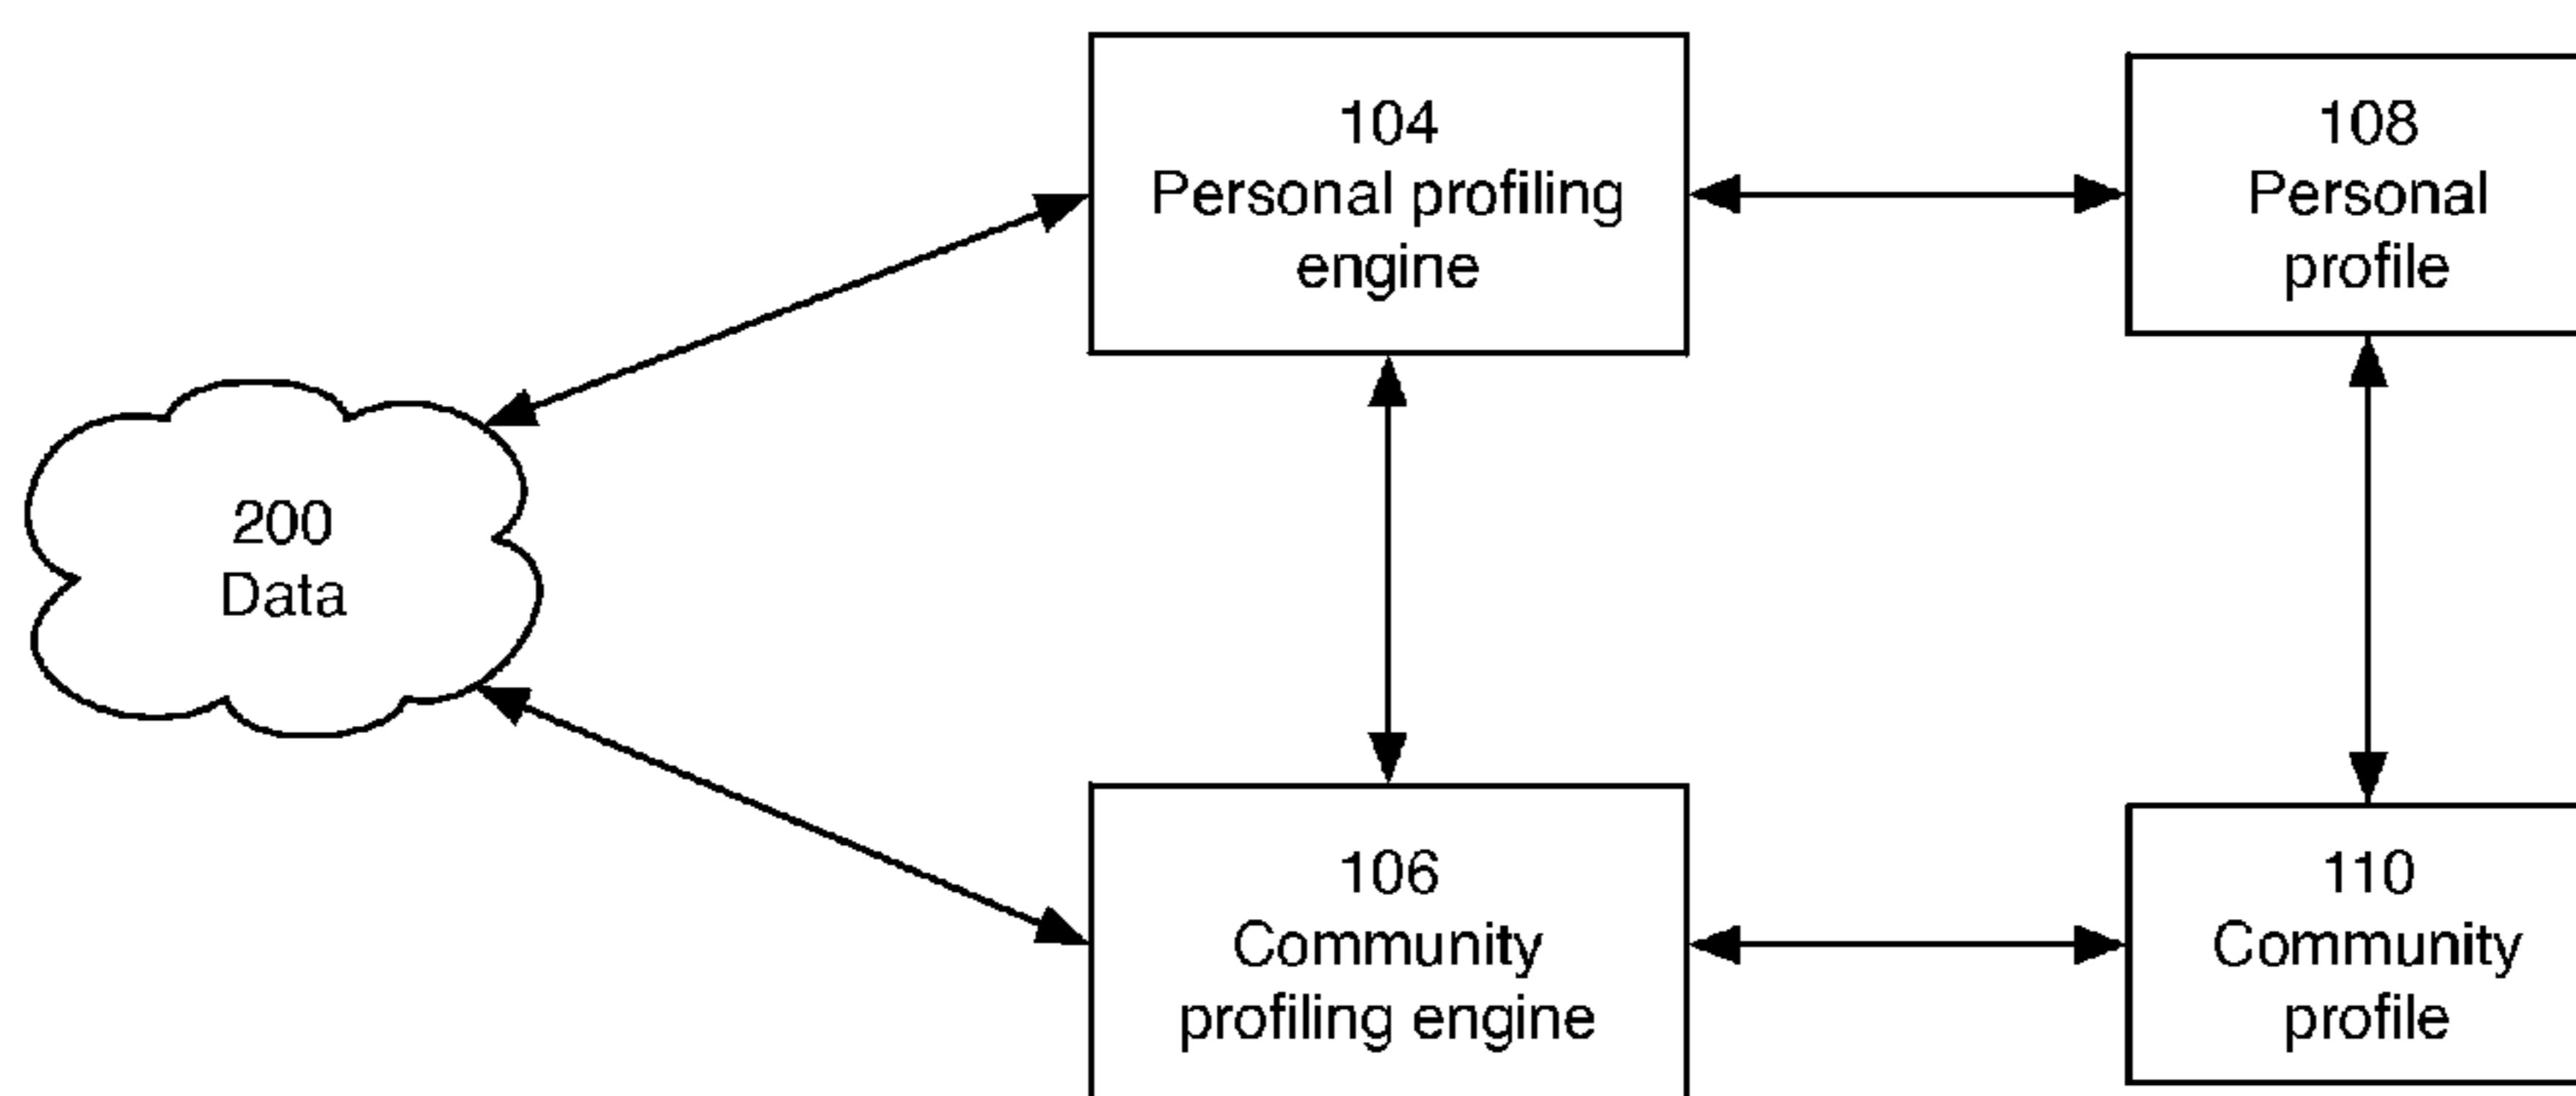 104
Personal profiling
engine
108
Personal
profile
200
Data
106
Community
profiling engine
110
Community
profile